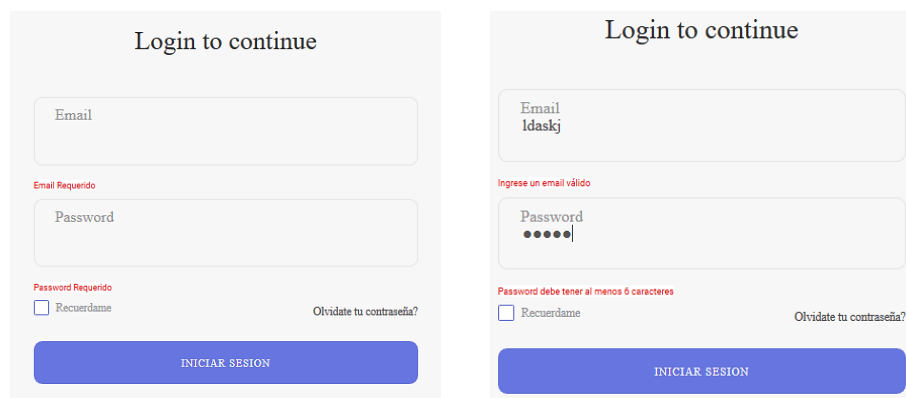 Login to continue
Email
Email Requerido
Password
Password Requerido
Recuerdame
Olvidate tu contraseña?
INICIAR SESION
Login to continue
Email
ldaskj
Ingrese un email válido
Password
●●●●●
Password debe tener al menos 6 caracteres
Recuerdame
Olvidate tu contraseña?
INICIAR SESION